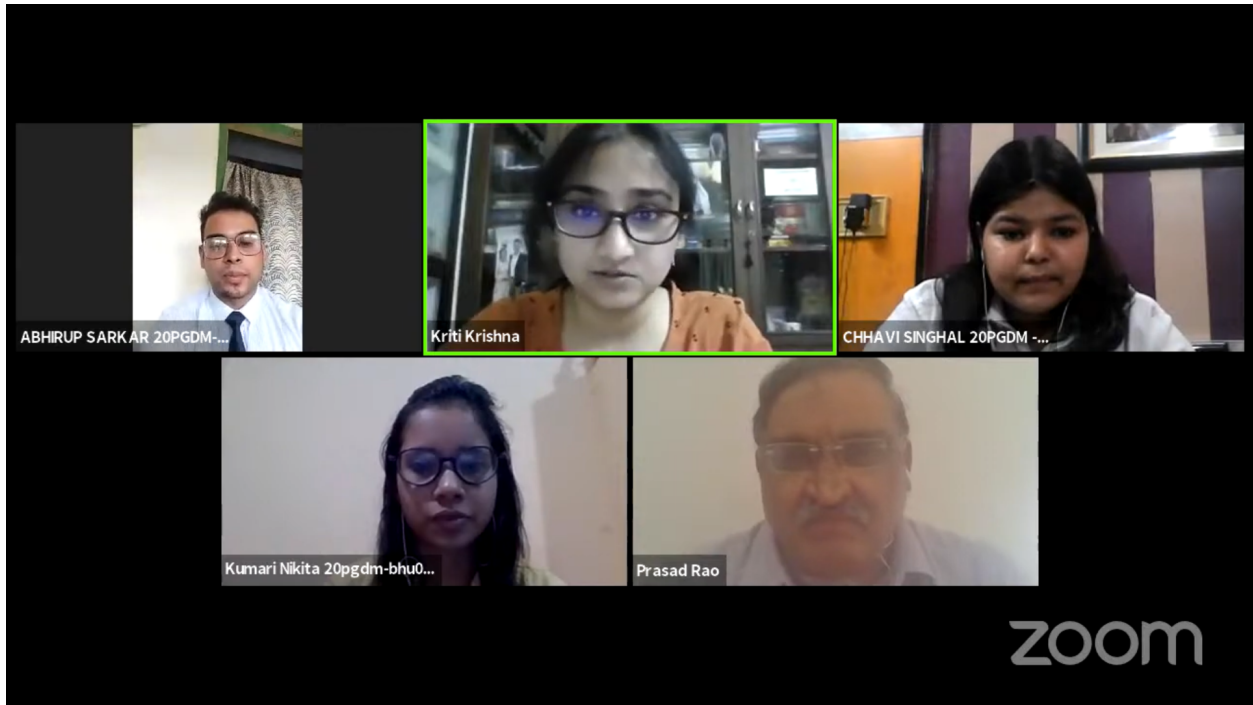 ABHIRUP SARKAR 20PGDM-...
Kriti Krishna
CHHAVI SINGHAL 20PGDM -...
Kumari Nikita 20pgdm-bhu0...
Prasad Rao
zoom